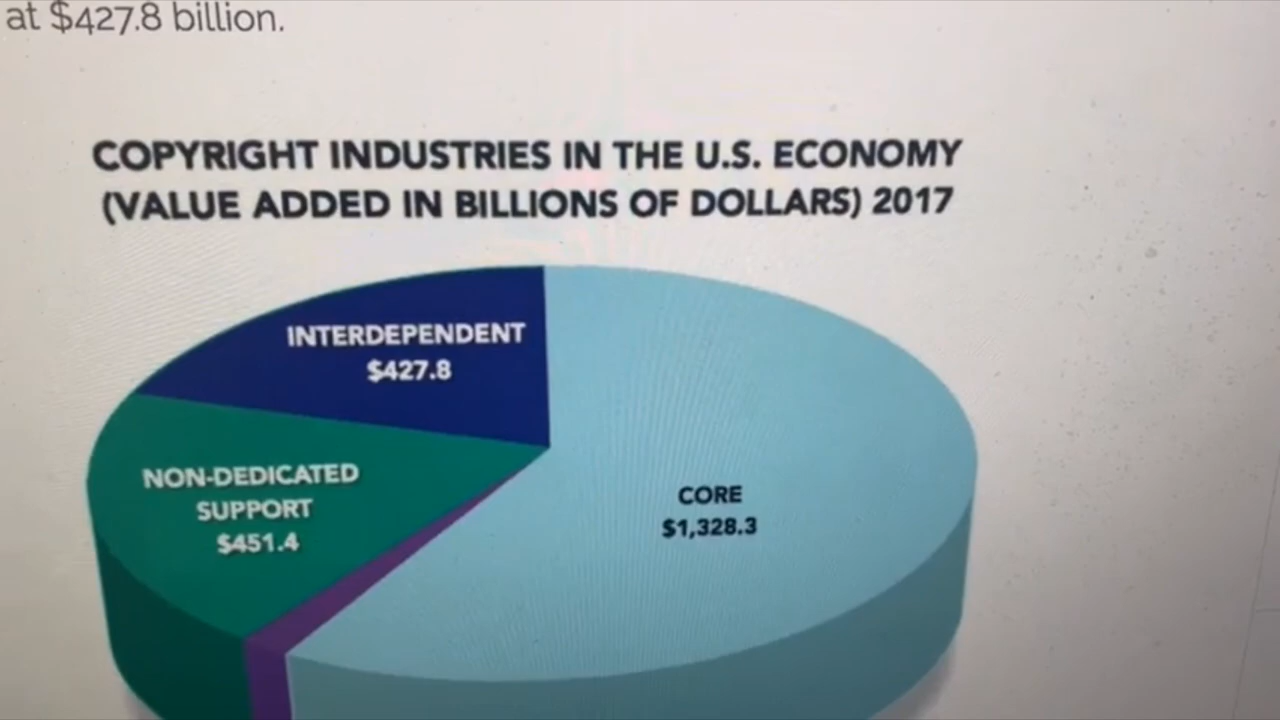 at $427.8 billion.
COPYRIGHT INDUSTRIES IN THE U.S. ECONOMY
(VALUE ADDED IN BILLIONS OF DOLLARS) 2017
INTERDEPENDENT
$427.8
NON-DEDICATED
SUPPORT
$451.4
CORE
$1,328.3